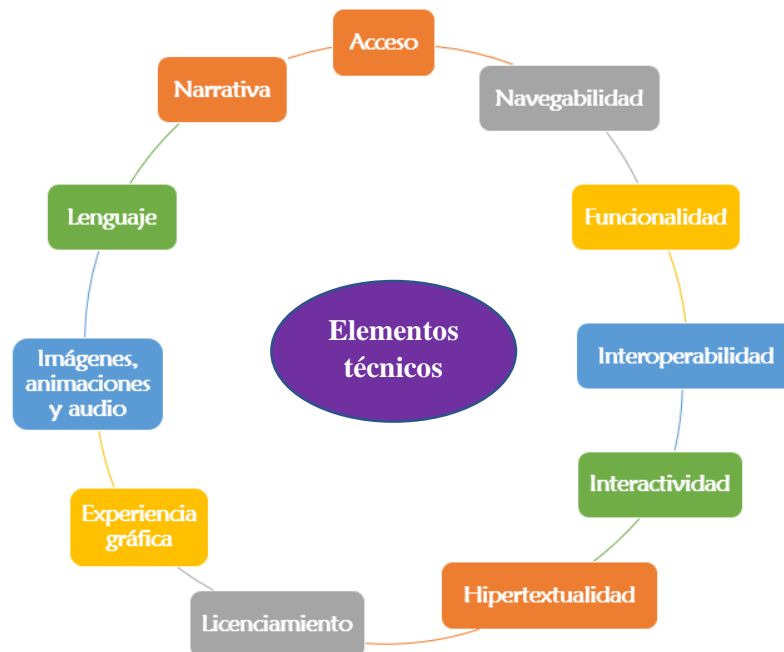 Acceso
Navegabilidad
Funcionalidad
Interoperabilidad
Interactividad
Hipertextualidad
Licenciamiento
Experiencia
gráfica
Imágenes,
animaciones
y audio
Lenguaje
Narrativa
Elementos
técnicos